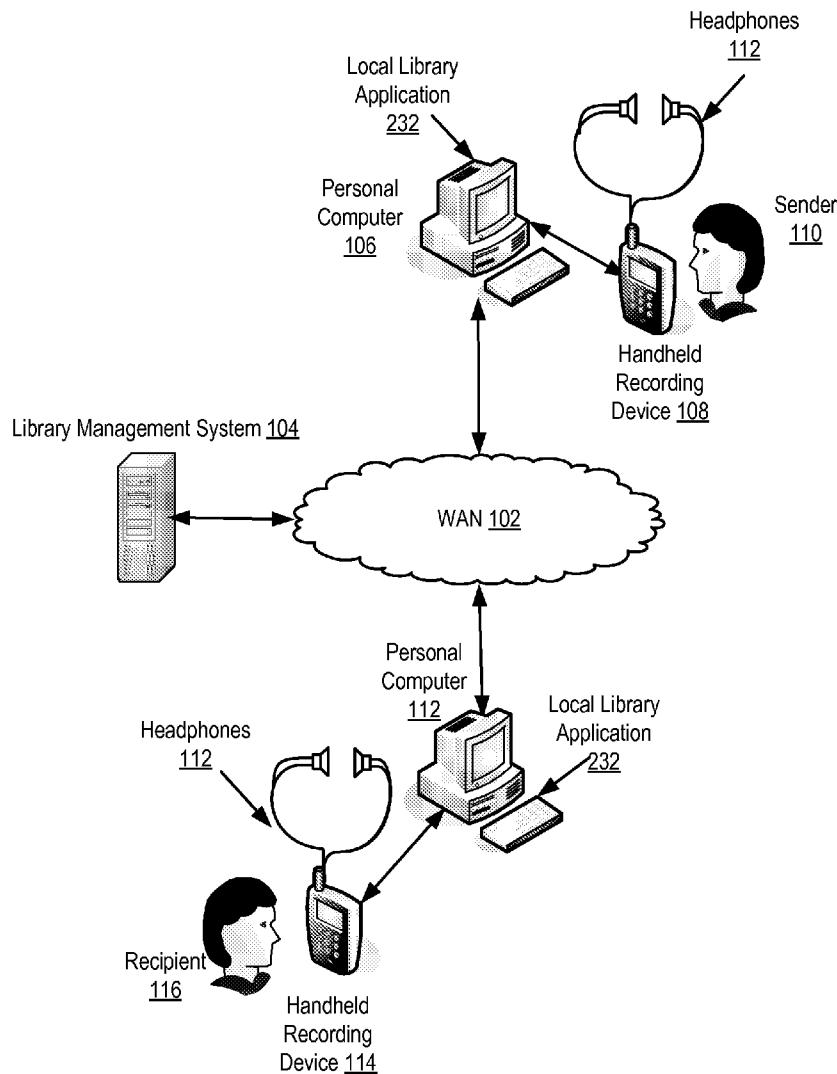 Headphones
112
Local Library
Application
232
Personal
Computer
106
Sender
110
Handheld
Recording
Device 108
Library Management System 104
WAN 102
Personal
Computer
112
Local Library
Application
232
Headphones
112
Recipient
116
Handheld
Recording
Device 114